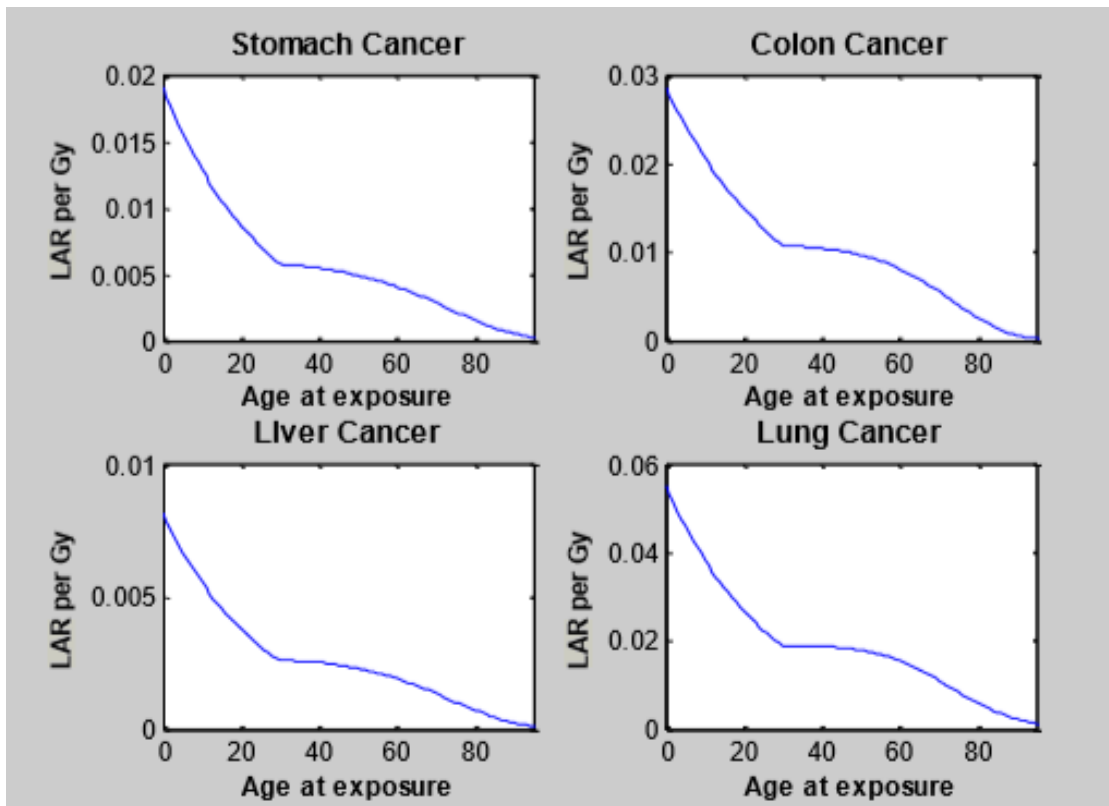 Stomach Cancer
0.02
0.015
0.01
0.005
0
LAR per Gy
0 20 40 60 80
Age at exposure
Colon Cancer
0.03
0.02
0.01
0
LAR per Gy
0 20 40 60 80
Age at exposure
LIver Cancer
0.01
0.005
0
LAR per Gy
0 20 40 60 80
Age at exposure
Lung Cancer
0.06
0.04
0.02
0
LAR per Gy
0 20 40 60 80
Age at exposure